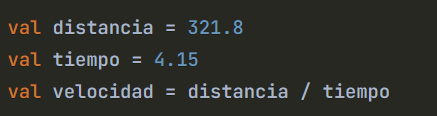 val distancia = 321.8
val tiempo = 4.15
val velocidad = distancia / tiempo